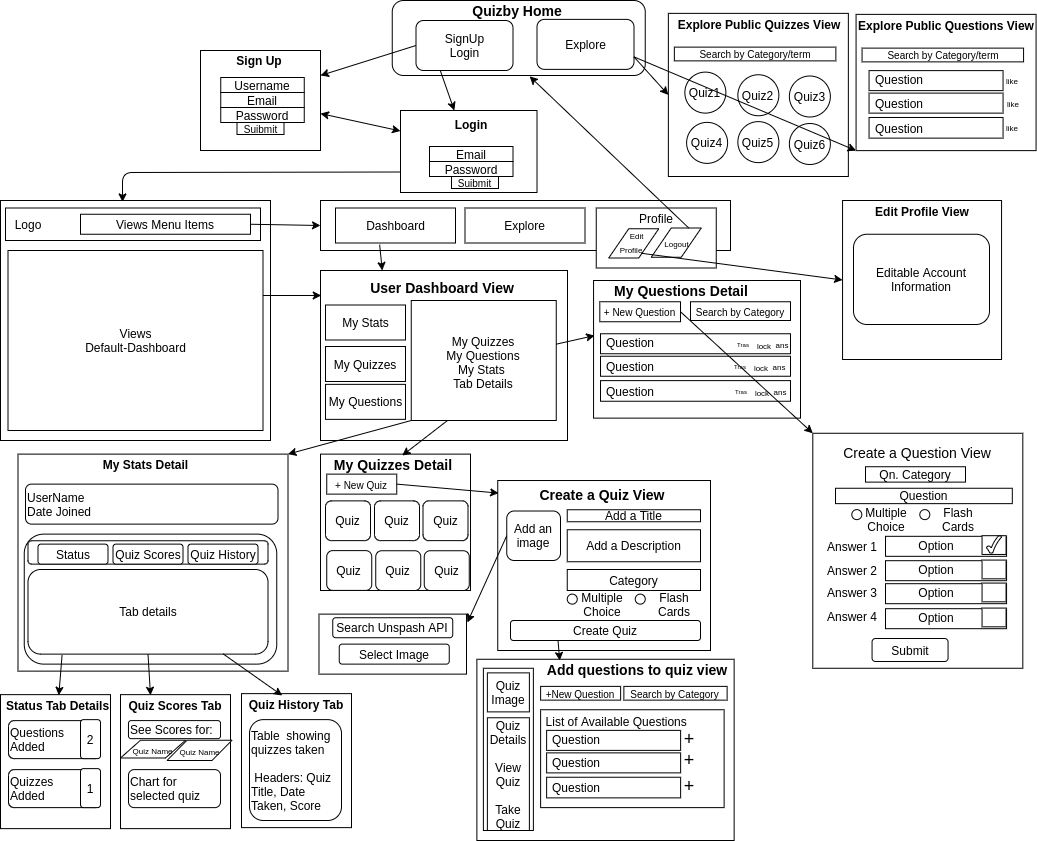 Quizby Home
SignUp
Login
Explore
Explore Public Quizzes View
Search by Category/term
Quiz1
Quiz2
Quiz3
Quiz4
Quiz5
Quiz6
Explore Public Questions View
Search by Category/term
Question
like
Question
like
Question
like
Sign Up
Username
Email
Password
Suibmit
Login
Email
Password
Suibmit
Logo
Views Menu Items
Views
Default-Dashboard
Dashboard
Explore
Profile
Edit
Profile
Logout
Edit Profile View
Editable Account
Information
User Dashboard View
My Stats
My Quizzes
My Questions
My Quizzes
My Questions
My Stats
Tab Details
My Questions Detail
+ New Question
Search by Category
Question
Tras lock ans
Question
Tras lock ans
Question
Tras lock ans
My Stats Detail
UserName
Date Joined
Status
Quiz Scores
Quiz History
Tab details
My Quizzes Detail
+ New Quiz
Quiz
Quiz
Quiz
Quiz
Quiz
Quiz
Create a Quiz View
Add an
image
Add a Title
Add a Description
Category
Multiple
Choice
Flash
Cards
Create Quiz
Search Unspash API
Select Image
Create a Question View
Qn. Category
Question
Multiple
Choice
Flash
Cards
Answer 1
Option
Answer 2
Option
Answer 3
Option
Answer 4
Option
Submit
Status Tab Details
Questions
Added
2
Quizzes
Added
1
Quiz Scores Tab
See Scores for:
Quiz Name
Quiz Name
Chart for
selected quiz
Quiz History Tab
Table showing
quizzes taken
Headers: Quiz
Title, Date
Taken, Score
Add questions to quiz view
Quiz
Image
Quiz
Details
View
Quiz
Take
Quiz
+New Question
Search by Category
List of Available Questions
Question
+
Question
+
Question
+